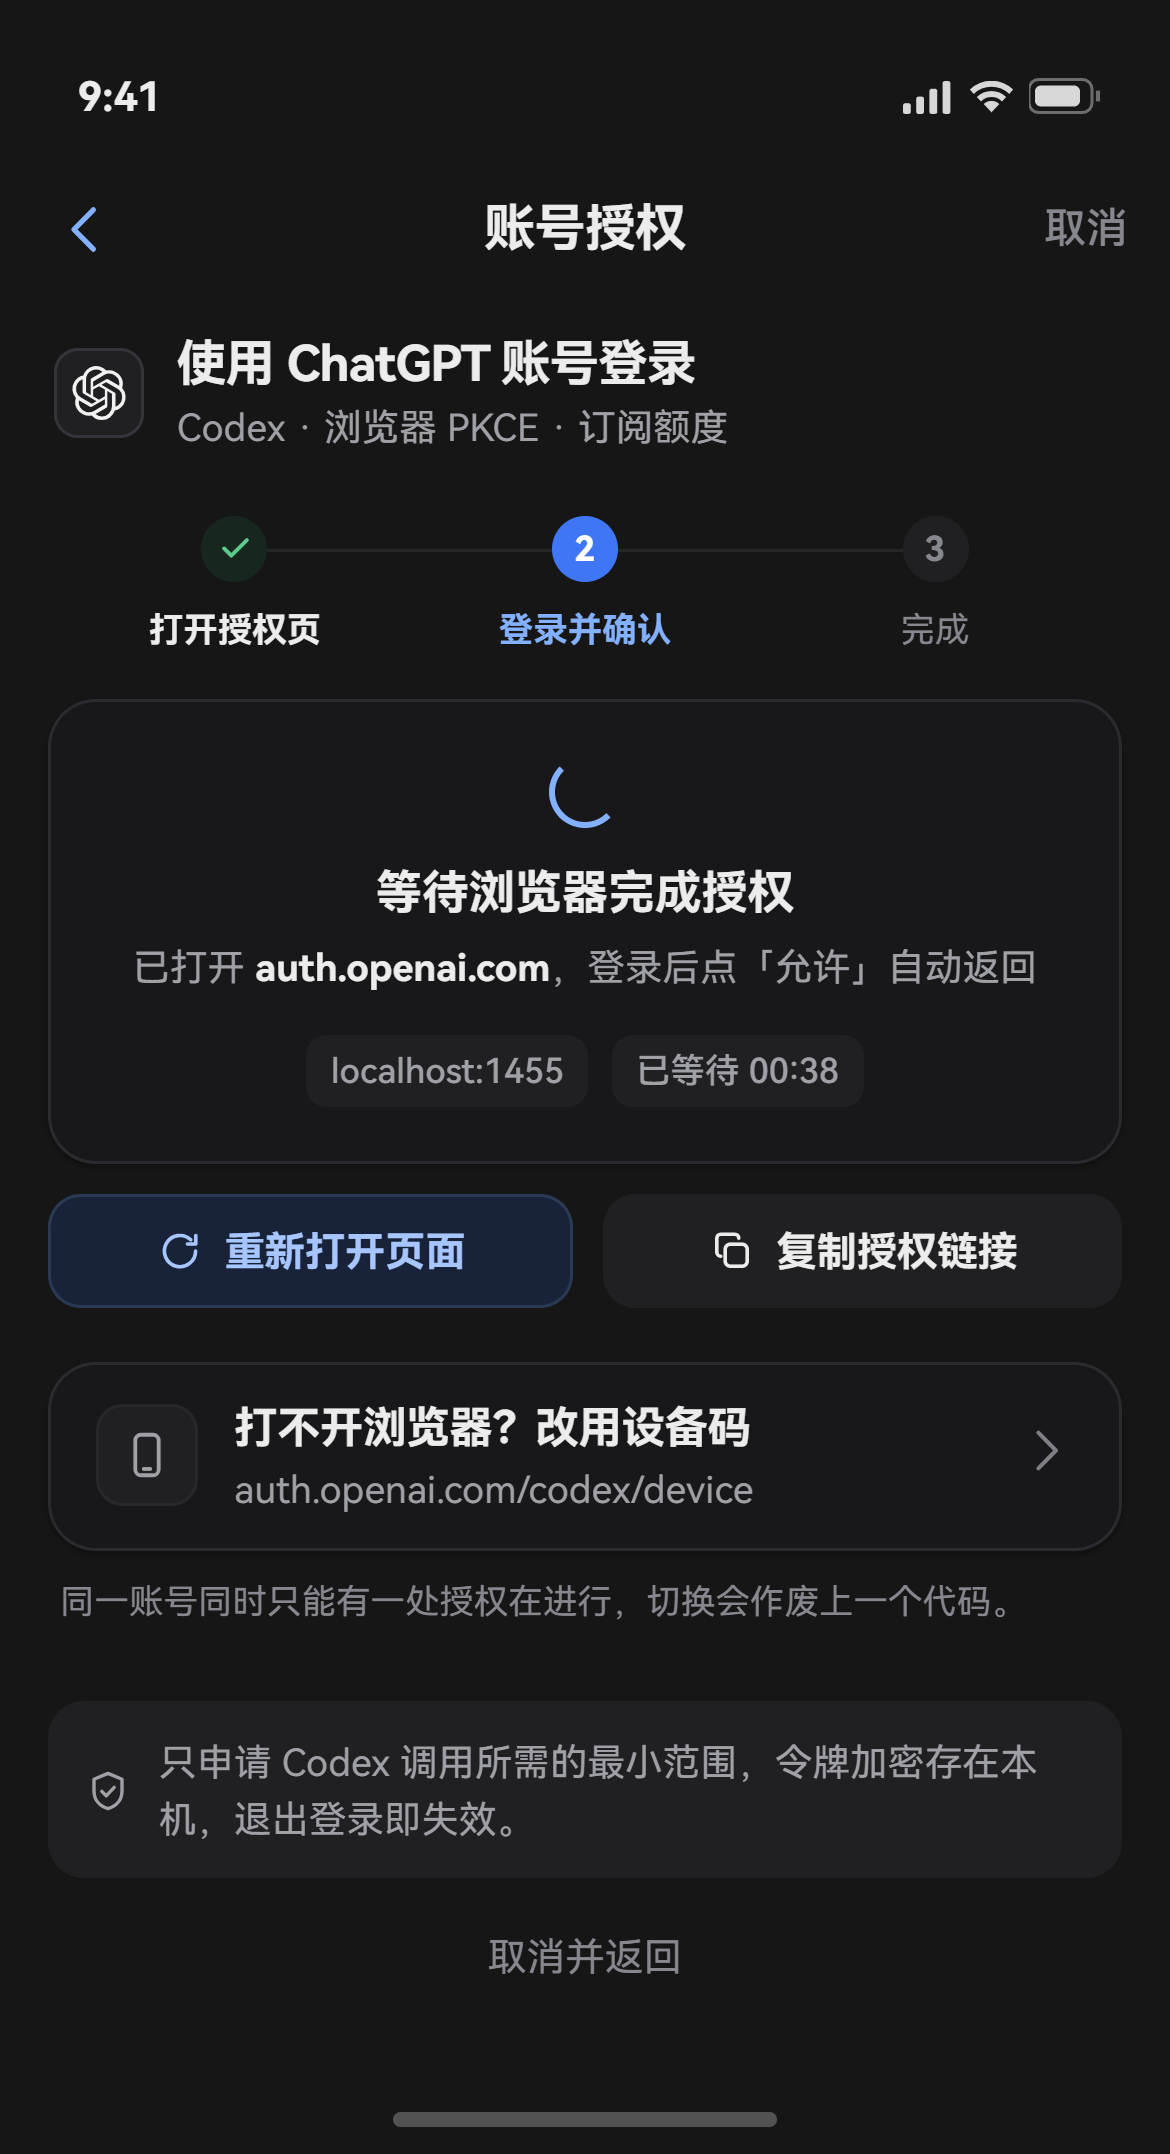 9:41
账号授权
取消
使用 ChatGPT 账号登录
Codex · 浏览器 PKCE · 订阅额度
2
3
打开授权页
登录并确认
完成
等待浏览器完成授权
已打开 auth.openai.com，登录后点「允许」自动返回
localhost:1455
已等待 00:38
重新打开页面
复制授权链接
打不开浏览器？改用设备码
auth.openai.com/codex/device
同一账号同时只能有一处授权在进行，切换会作废上一个代码。
只申请 Codex 调用所需的最小范围，令牌加密存在本
机，退出登录即失效。
取消并返回